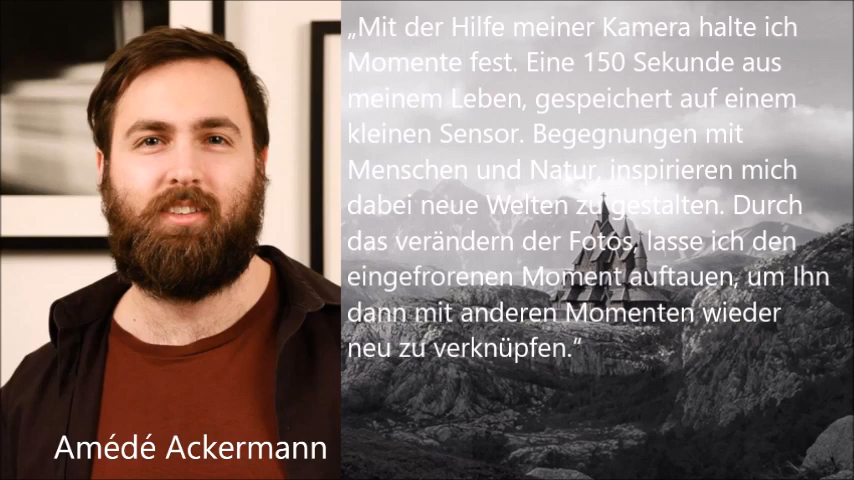 „Mit der Hilfe meiner Kamera halte ich
Momente fest. Eine 150 Sekunde aus
meinem Leben, gespeichert auf einem
kleinen Sensor. Begegnungen mit
Menschen und Natur, inspirieren mich
dabei neue Welten zu gestalten. Durch
das verändern der Fotos, lasse ich den
eingefrorenen Moment auftauen, um Ihn
dann mit anderen Momenten wieder
neu zu verknüpfen.“
Amédé Ackermann